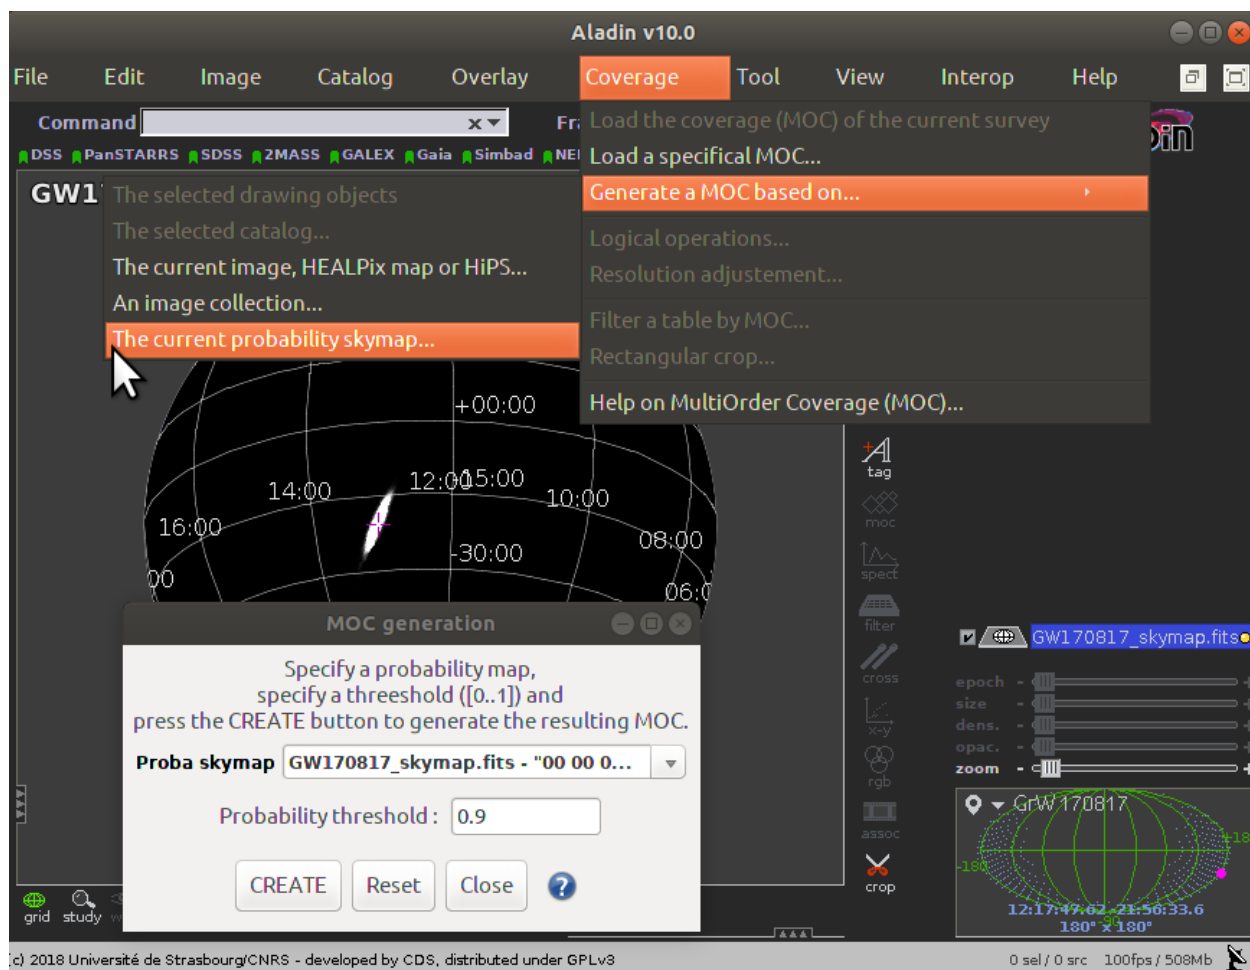 Aladin v10.0
File Edit Image Catalog Overlay Coverage Tool View Interop Help
Command
DSS PanSTARRS SDSS 2MASS GALEX Gaia Simbad
Load the coverage (MOC) of the current survey
Load a specifical MOC...
Generate a MOC based on...
Logical operations...
Resolution adjustement...
Filter a table by MOC...
Rectangular crop...
Help on MultiOrder Coverage (MOC)...
GW1
The selected drawing objects
The selected catalog...
The current image, HEALPix map or HiPS...
An image collection...
The current probability skymap...
+00:00
14:00 12:00 15:00 10:00
16:00 08:00
-30:00
00 06:0
tag
moc
spect
filter
cross
x-y
rgb
assoc
crop
MOC generation
Specify a probability map,
specify a threeshold ([0..1]) and
press the CREATE button to generate the resulting MOC.
Proba skymap GW170817_skymap.fits - "00 00 0...
Probability threshold : 0.9
CREATE Reset Close ?
GW170817_skymap.fits
epoch - +
size - +
dens. - +
opac. - +
zoom - +
GrW170817
-180 +18
-90
12:17:47.62 -21:56:33.6
180° x 180°
grid study
(c) 2018 Université de Strasbourg/CNRS - developed by CDS, distributed under GPLv3
0 sel / 0 src 100fps / 508Mb